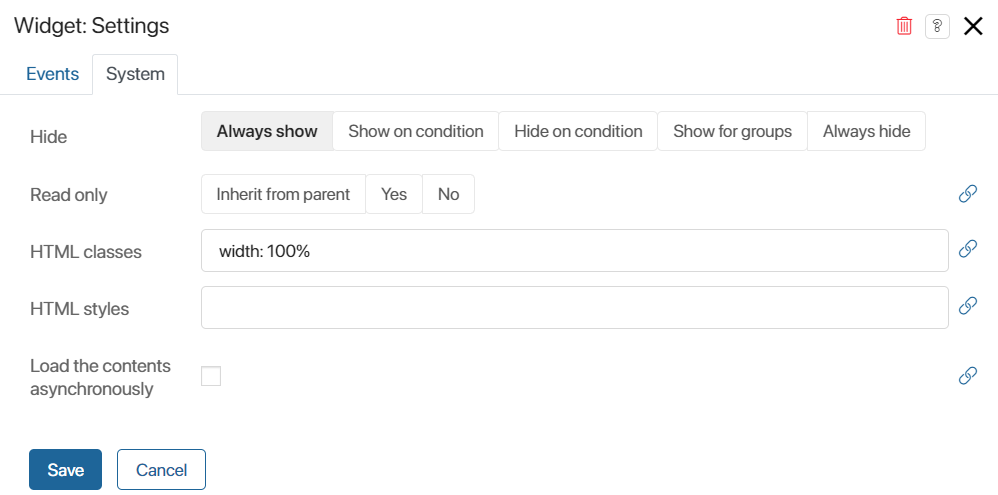 Widget: Settings
?
Events System
Hide Always show Show on condition Hide on condition Show for groups Always hide
Read only Inherit from parent Yes No
HTML classes width: 100%
HTML styles
Load the contents
asynchronously
Save Cancel